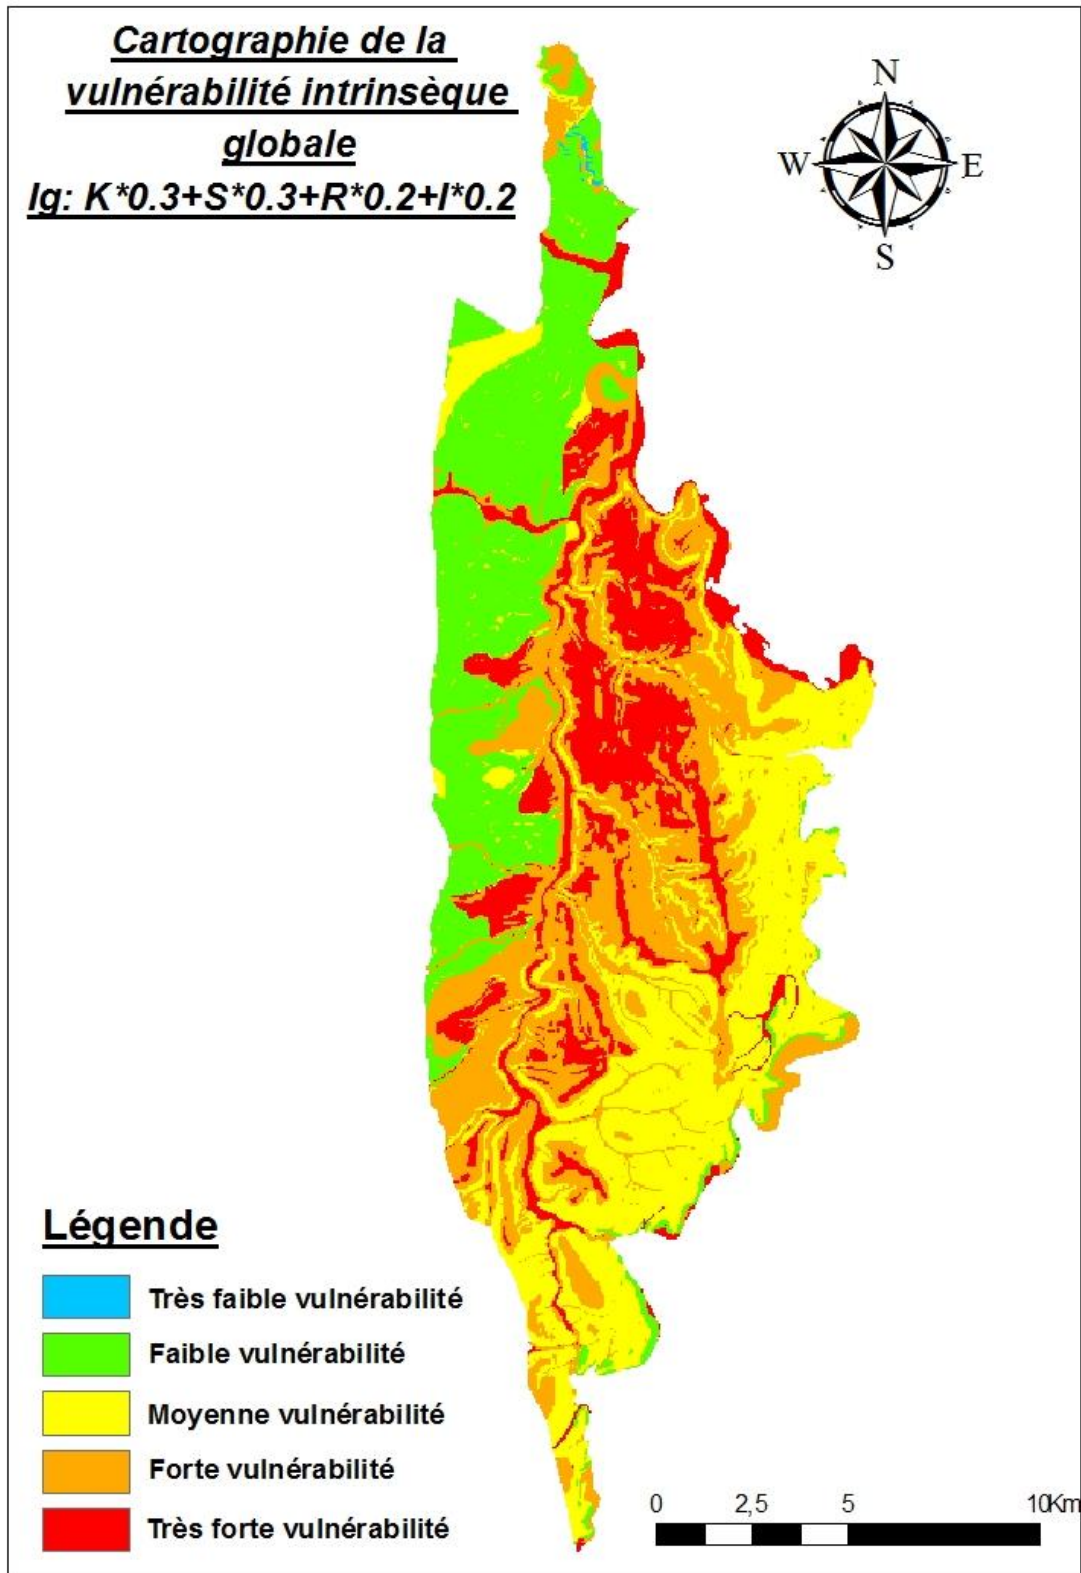 Cartographie de la
vulnérabilité intrinsèque
globale
Ig: K*0.3+S*0.3+R*0.2+I*0.2
N
W E
S
Légende
Très faible vulnérabilité
Faible vulnérabilité
Moyenne vulnérabilité
Forte vulnérabilité
Très forte vulnérabilité
0 2,5 5 10Km